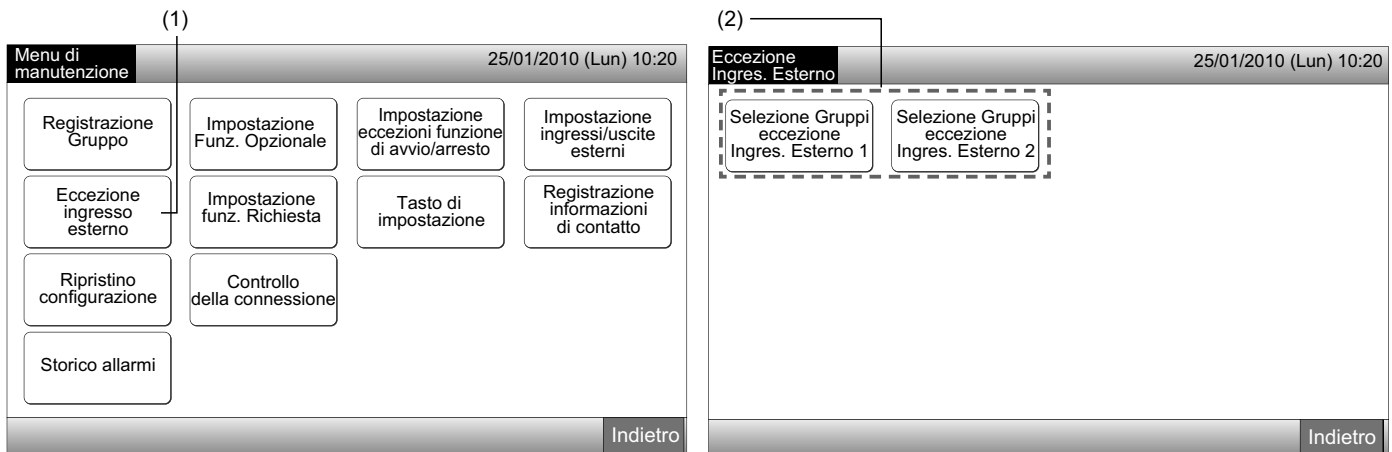 (1)
Menu di
manutenzione
25/01/2010 (Lun) 10:20
Registrazione
Gruppo
Impostazione
Funz. Opzionale
Impostazione
eccezioni funzione
di avvio/arresto
Impostazione
ingressi/uscite
esterni
Eccezione
ingresso
esterno
Impostazione
funz. Richiesta
Tasto di
impostazione
Registrazione
informazioni
di contatto
Ripristino
configurazione
Controllo
della connessione
Storico allarmi
Indietro
(2)
Eccezione
Ingres. Esterno
25/01/2010 (Lun) 10:20
Selezione Gruppi
eccezione
Ingres. Esterno 1
Selezione Gruppi
eccezione
Ingres. Esterno 2
Indietro